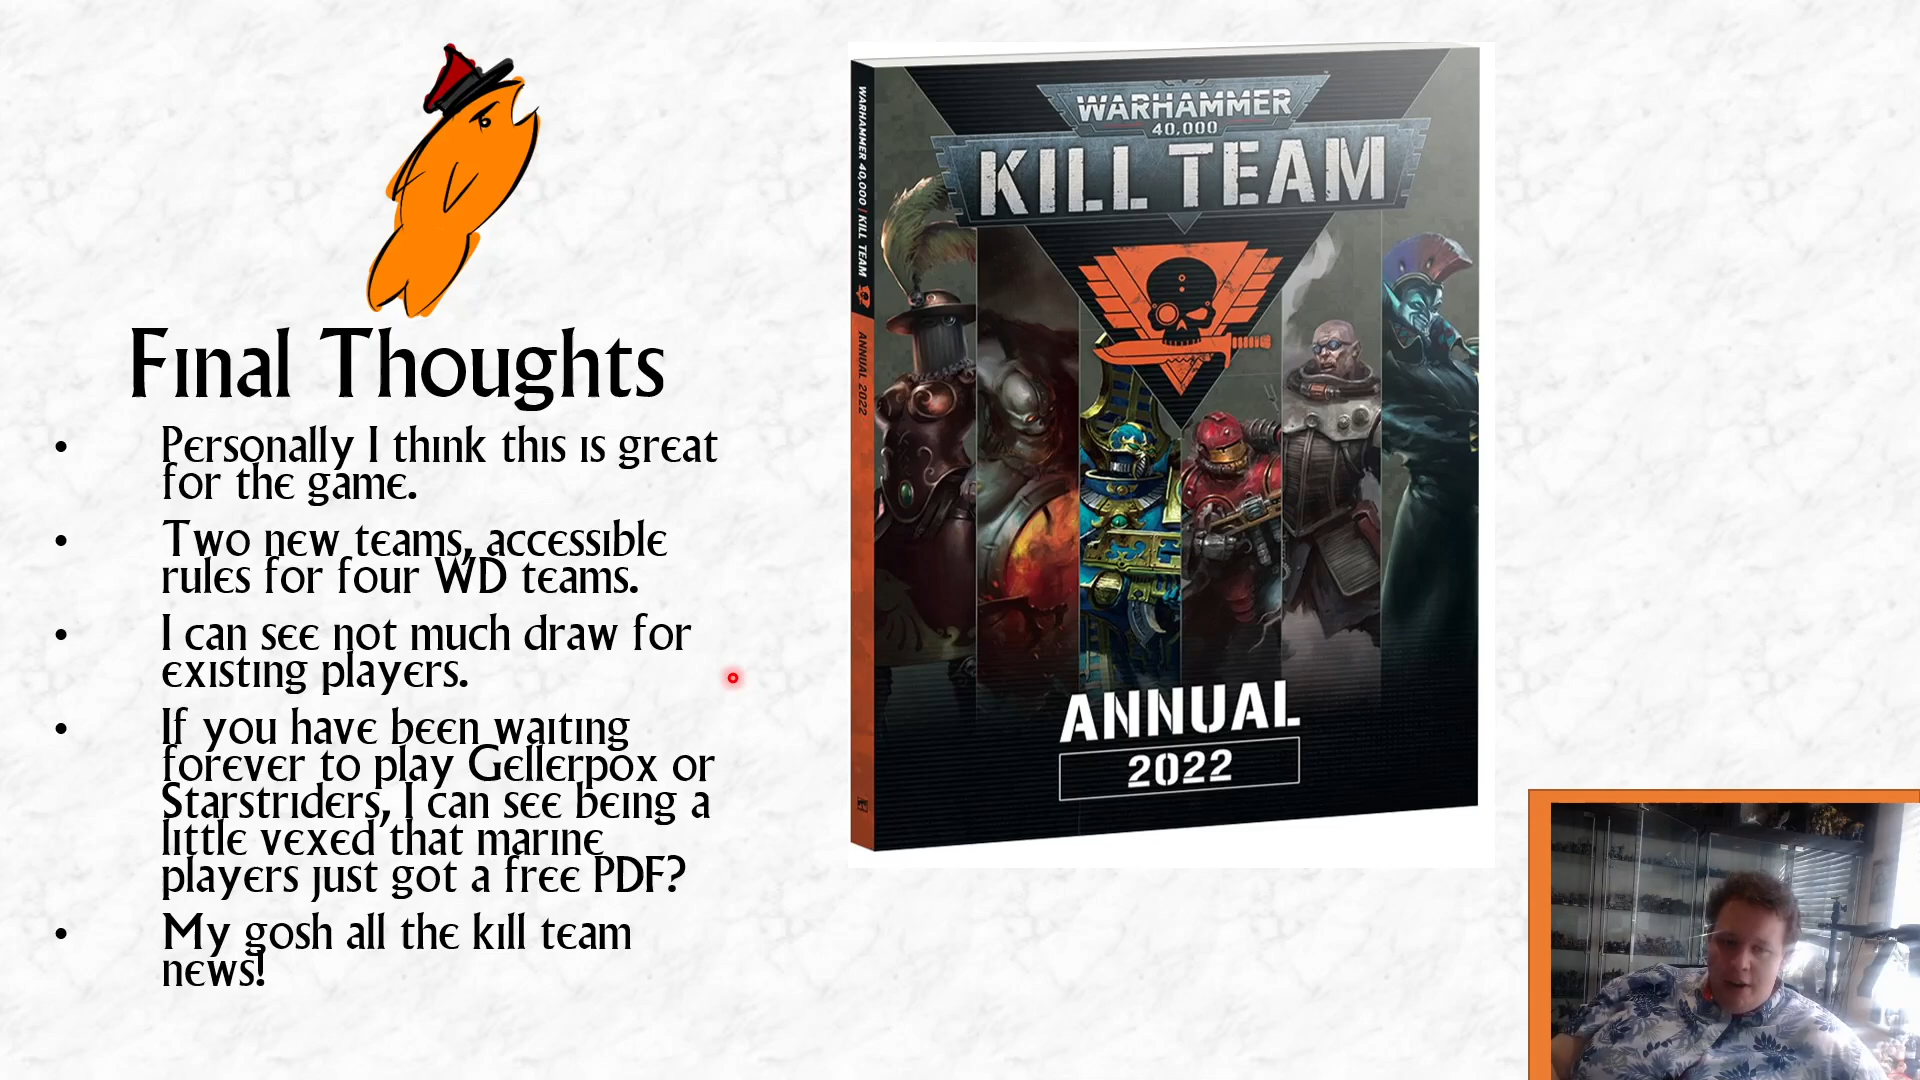 Final Thoughts
• Personally I think this is great
for the game.
• Two new teams, accessible
rules for four WD teams.
• I can see not much draw for
existing players.
• If you have been waiting
forever to play Gellerpox or
Starstriders, I can see being a
little vexed that marine
players just got a free PDF?
• My gosh all the kill team
news!
WARHAMMER 40,000 | KILL TEAM
ANNUAL 2022
WARHAMMER
40,000
KILL TEAM
ANNUAL
2022